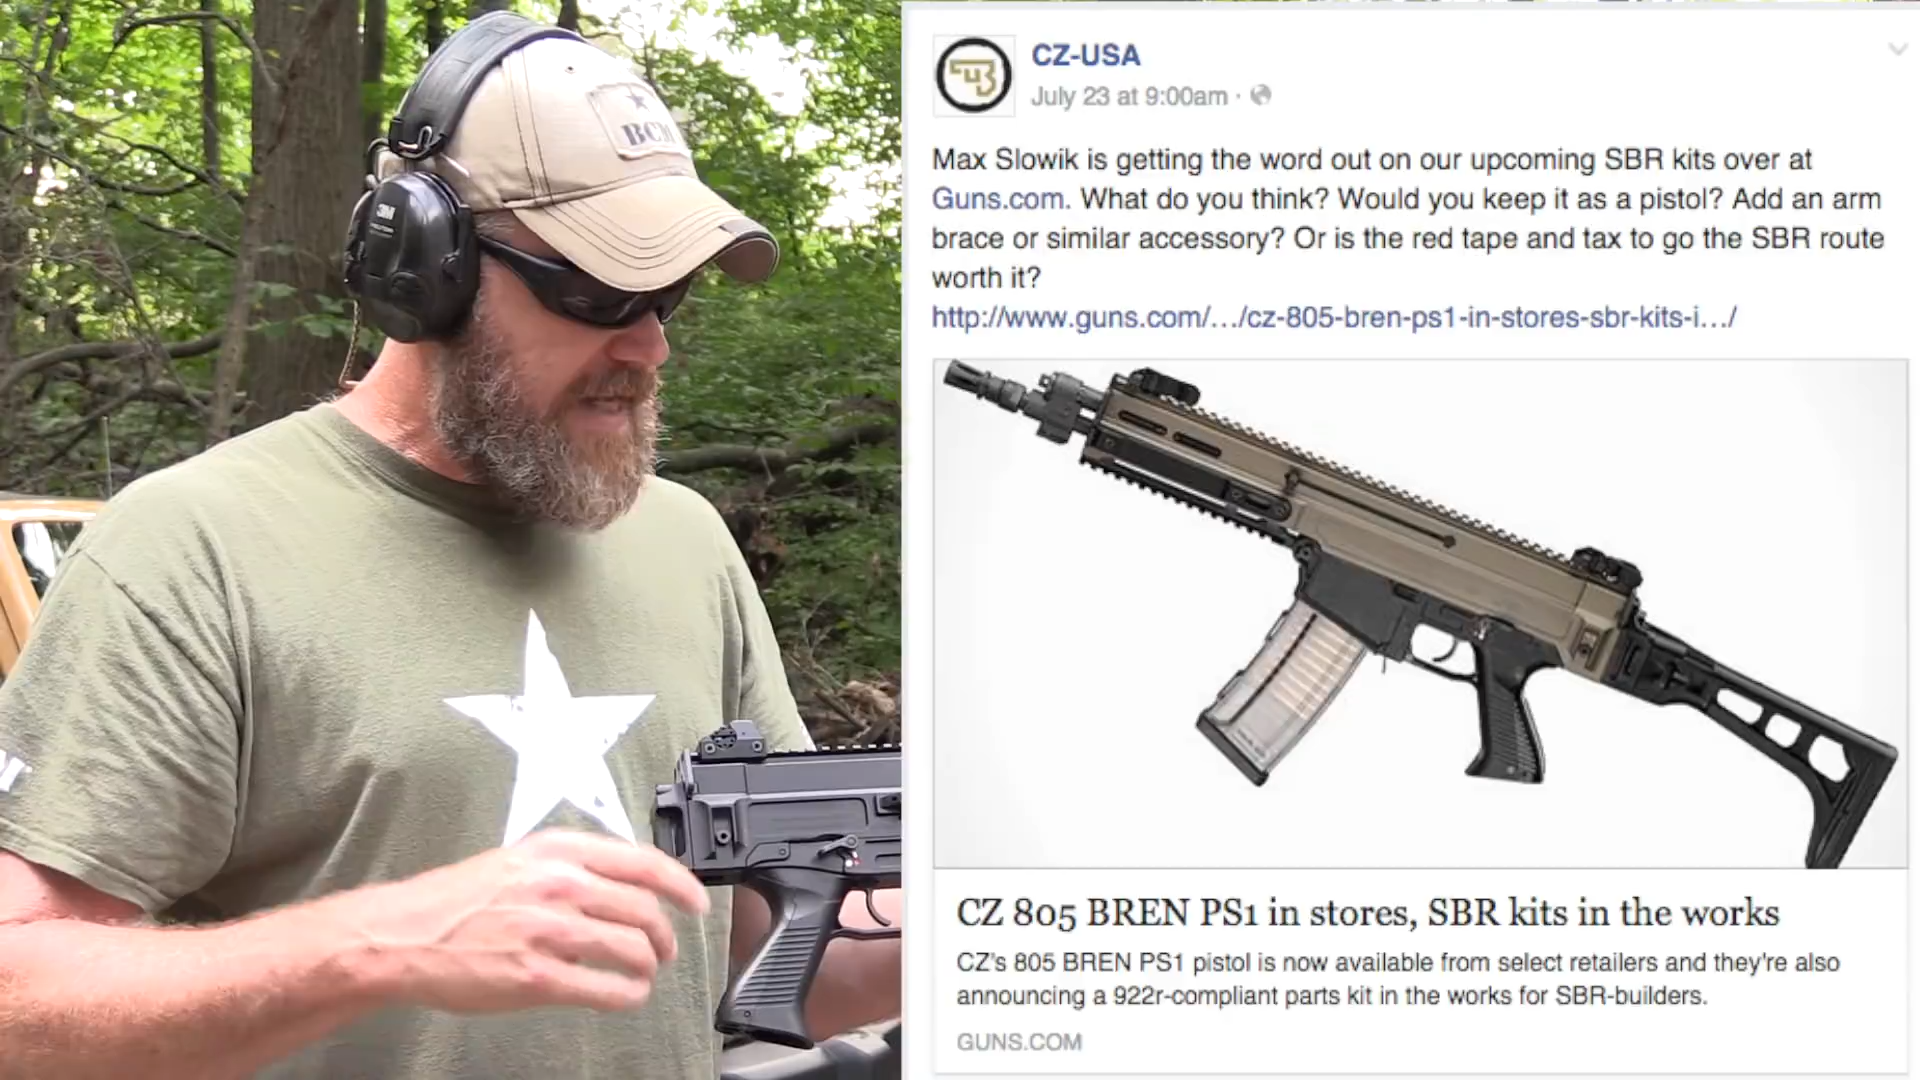 BCM
3M
CZ-USA
July 23 at 9:00am ·
Max Slowik is getting the word out on our upcoming SBR kits over at
Guns.com. What do you think? Would you keep it as a pistol? Add an arm
brace or similar accessory? Or is the red tape and tax to go the SBR route
worth it?
http://www.guns.com/…/cz-805-bren-ps1-in-stores-sbr-kits-i…/
CZ 805 BREN PS1 in stores, SBR kits in the works
CZ's 805 BREN PS1 pistol is now available from select retailers and they're also
announcing a 922r-compliant parts kit in the works for SBR-builders.
GUNS.COM